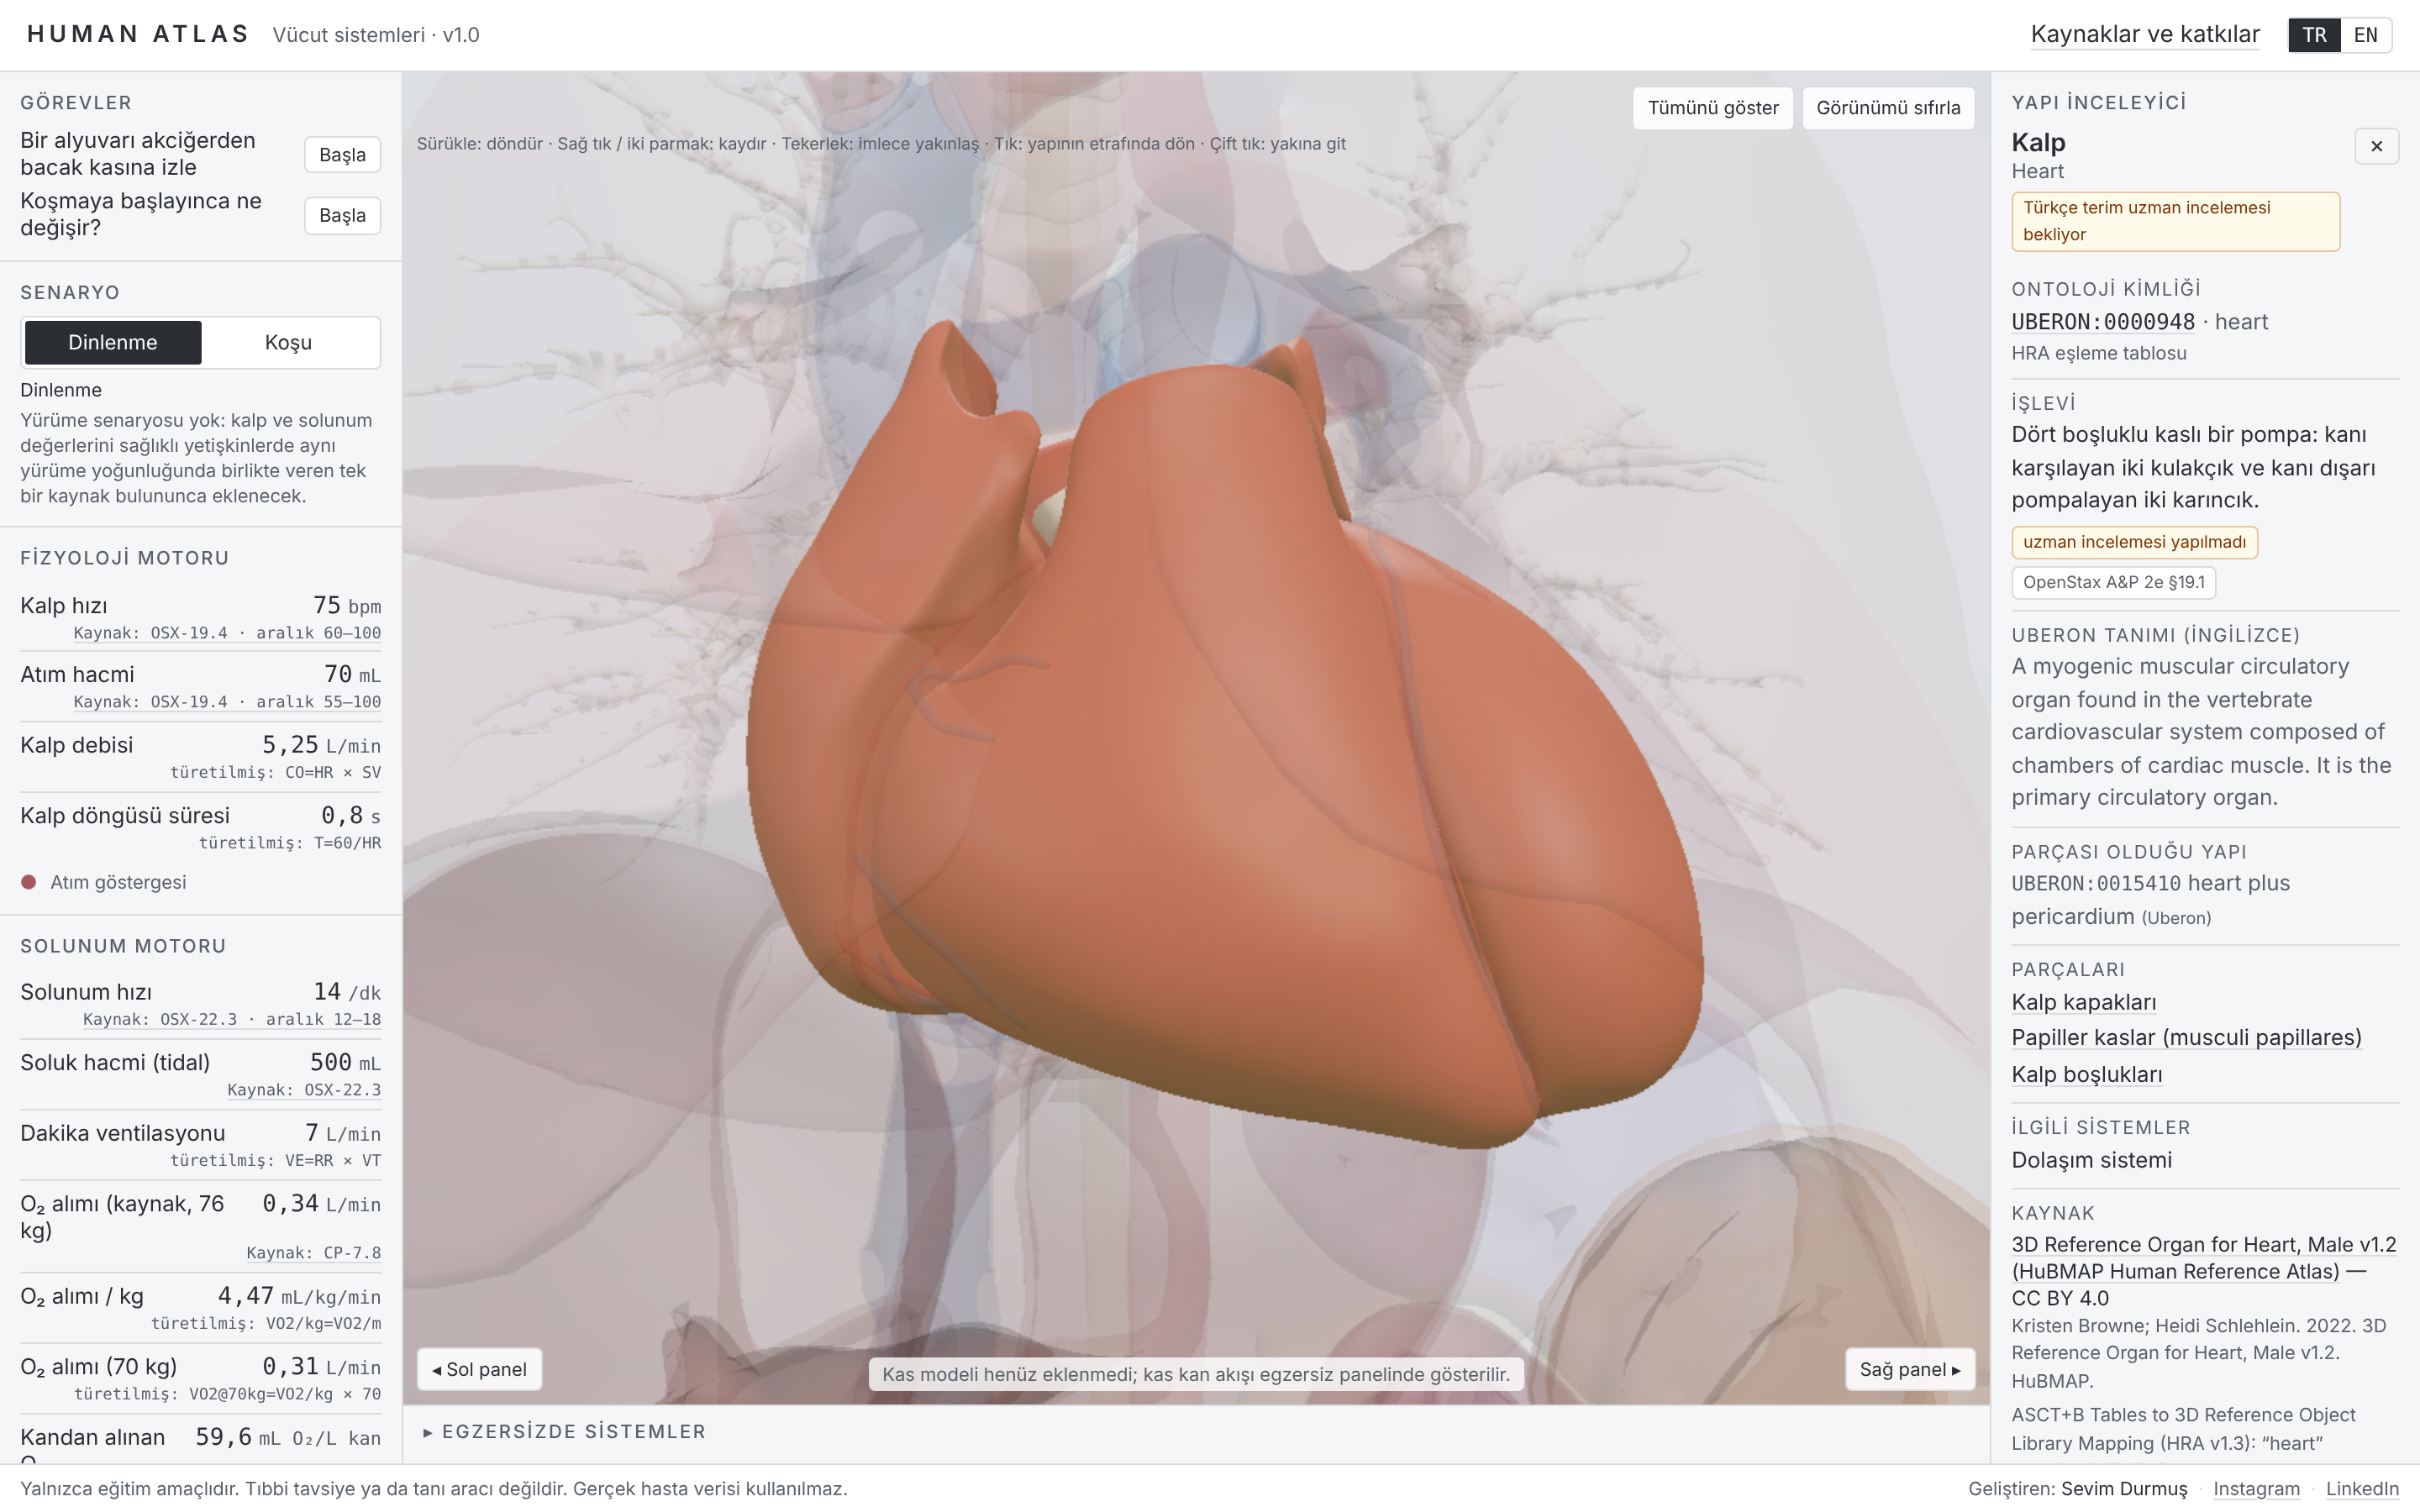 HUMAN ATLAS Vücut sistemleri · v1.0
Kaynaklar ve katkılar
TR EN
GÖREVLER
Bir alyuvarı akciğerden
bacak kasına izle
Başla
Koşmaya başlayınca ne
değişir?
Başla
SENARYO
Dinlenme Koşu
Dinlenme
Yürüme senaryosu yok: kalp ve solunum
değerlerini sağlıklı yetişkinlerde aynı
yürüme yoğunluğunda birlikte veren tek
bir kaynak bulununca eklenecek.
FİZYOLOJİ MOTORU
Kalp hızı 75 bpm
Kaynak: OSX-19.4 · aralık 60–100
Atım hacmi 70 mL
Kaynak: OSX-19.4 · aralık 55–100
Kalp debisi 5,25 L/min
türetilmiş: CO=HR × SV
Kalp döngüsü süresi 0,8 s
türetilmiş: T=60/HR
Atım göstergesi
SOLUNUM MOTORU
Solunum hızı 14 /dk
Kaynak: OSX-22.3 · aralık 12–18
Soluk hacmi (tidal) 500 mL
Kaynak: OSX-22.3
Dakika ventilasyonu 7 L/min
türetilmiş: VE=RR × VT
O₂ alımı (kaynak, 76 0,34 L/min
kg)
Kaynak: CP-7.8
O₂ alımı / kg 4,47 mL/kg/min
türetilmiş: VO2/kg=VO2/m
O₂ alımı (70 kg) 0,31 L/min
türetilmiş: VO2@70kg=VO2/kg × 70
Kandan alınan 59,6 mL O₂/L kan
Tümünü göster Görünümü sıfırla
Sürükle: döndür · Sağ tık / iki parmak: kaydır · Tekerlek: imlece yakınlaş · Tık: yapının etrafında dön · Çift tık: yakına git
◂ Sol panel
Kas modeli henüz eklenmedi; kas kan akışı egzersiz panelinde gösterilir.
Sağ panel ▸
▸ EGZERSİZDE SİSTEMLER
YAPI İNCELEYİCİ
Kalp
×
Heart
Türkçe terim uzman incelemesi
bekliyor
ONTOLOJİ KİMLİĞİ
UBERON:0000948 · heart
HRA eşleme tablosu
İŞLEVİ
Dört boşluklu kaslı bir pompa: kanı
karşılayan iki kulakçık ve kanı dışarı
pompalayan iki karıncık.
uzman incelemesi yapılmadı
OpenStax A&P 2e §19.1
UBERON TANIMI (İNGİLİZCE)
A myogenic muscular circulatory
organ found in the vertebrate
cardiovascular system composed of
chambers of cardiac muscle. It is the
primary circulatory organ.
PARÇASI OLDUĞU YAPI
UBERON:0015410 heart plus
pericardium (Uberon)
PARÇALARI
Kalp kapakları
Papiller kaslar (musculi papillares)
Kalp boşlukları
İLGİLİ SİSTEMLER
Dolaşım sistemi
KAYNAK
3D Reference Organ for Heart, Male v1.2
(HuBMAP Human Reference Atlas) —
CC BY 4.0
Kristen Browne; Heidi Schlehlein. 2022. 3D
Reference Organ for Heart, Male v1.2.
HuBMAP.
ASCT+B Tables to 3D Reference Object
Library Mapping (HRA v1.3): “heart”
Yalnızca eğitim amaçlıdır. Tıbbi tavsiye ya da tanı aracı değildir. Gerçek hasta verisi kullanılmaz.
Geliştiren: Sevim Durmuş · Instagram · LinkedIn